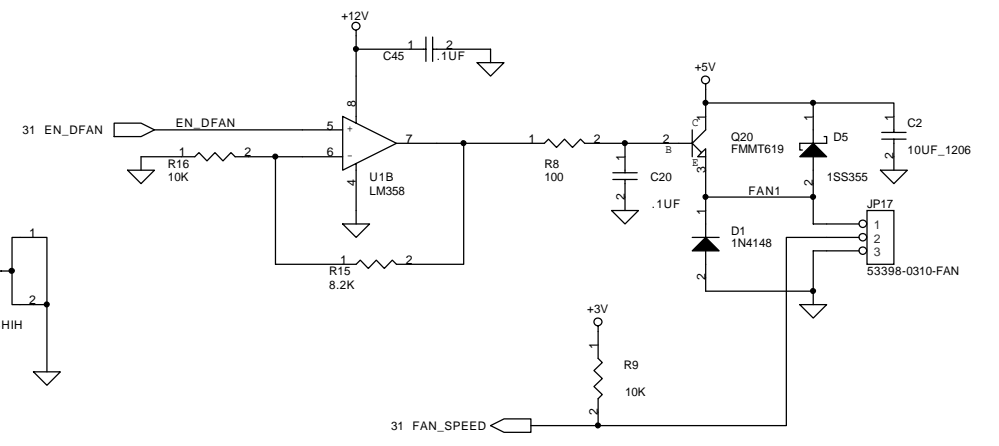 +12V
1 2
C45 .1UF
+5V
8
31 EN_DFAN EN_DFAN 5 + 7
6 -
1 2
R16
10K
U1B
LM358
4
1 2
R8
100
2 B
C 1
E 3
Q20
FMMT619
1
D5
1SS355
2
1
C2
10UF_1206
2
1
C20
.1UF
2
FAN1
1
D1
1N4148
2
JP17
1
2
3
53398-0310-FAN
1 2
R15
8.2K
1
2
HIH
+3V
1
R9
10K
2
31 FAN_SPEED